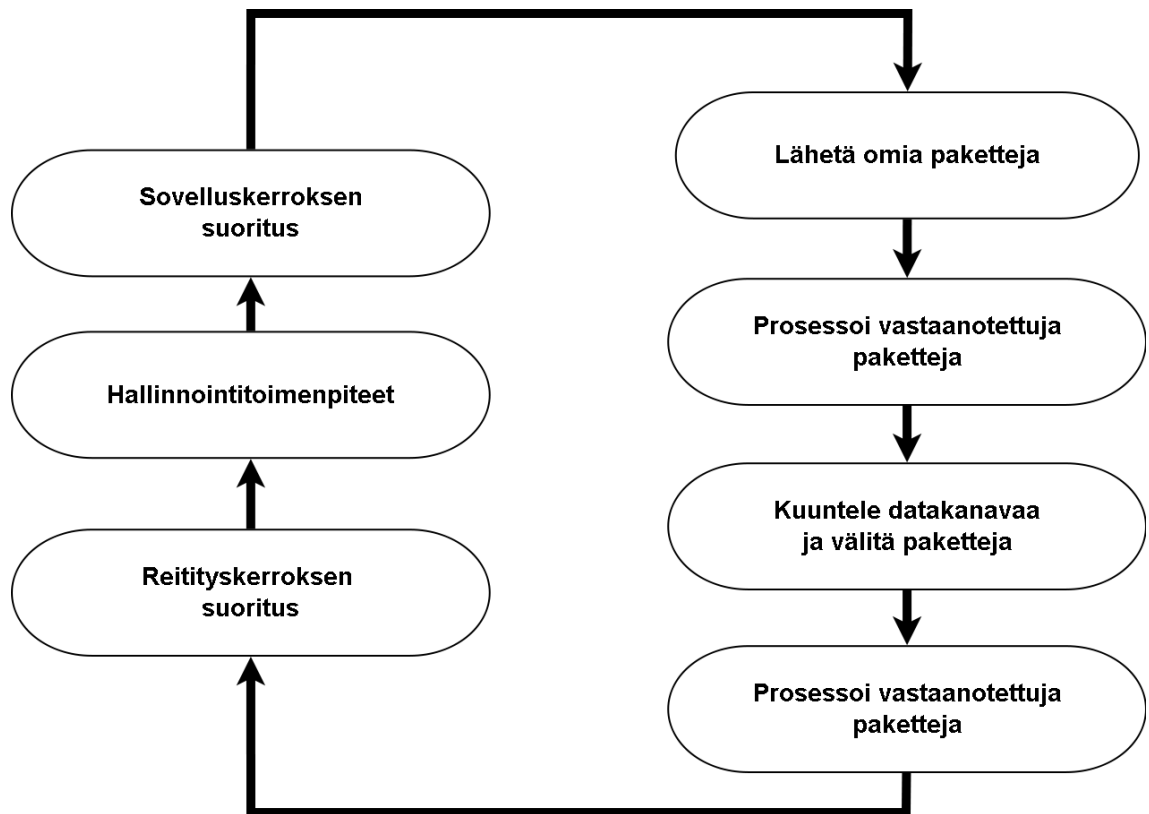 Lähetä omia paketteja
Sovelluskerroksen
suoritus
Prosessoi vastaanotettuja
paketteja
Hallinnointitoimenpiteet
Kuuntele datakanavaa
ja välitä paketteja
Reitityskerroksen
suoritus
Prosessoi vastaanotettuja
paketteja